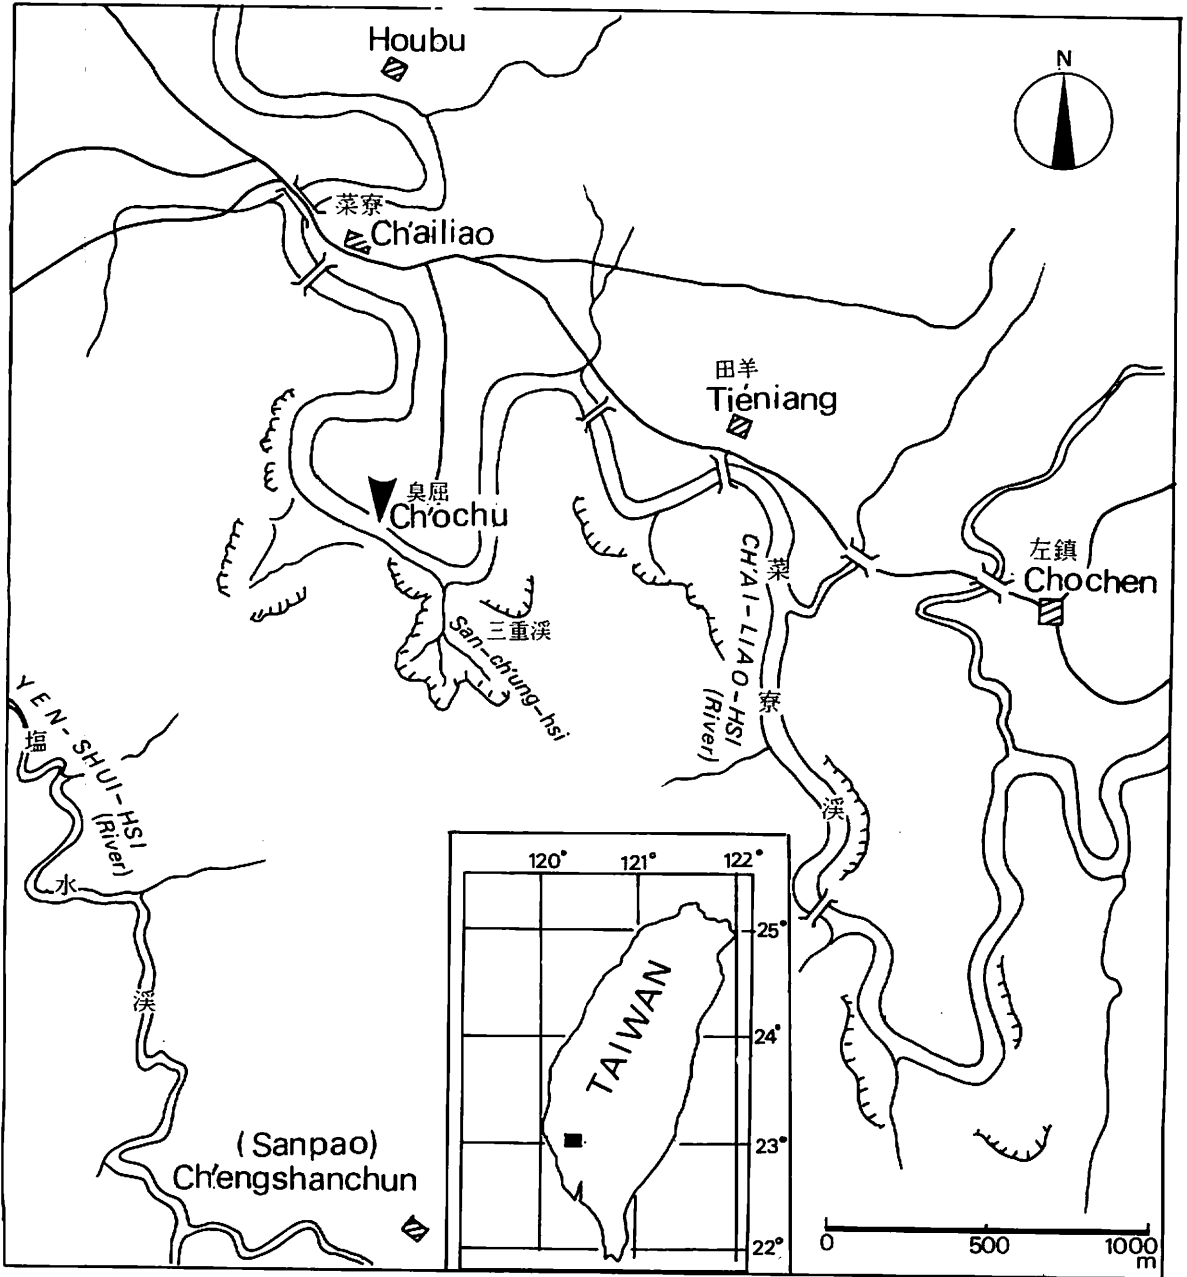 Houbu
N
菜寮
Ch'ailiao
田羊
Tiéniang
臭屈
Ch'ochu
左鎮
Chochen
三重溪
San-ch'ung-hsi
CH'AI-LIAO-HSI
(River)
菜
寮
溪
YEN-SHUI-HSI
(River)
塩
水
溪
(Sanpao)
Ch'engshanchun
120° 121° 122°
25°
24°
23°
22°
TAIWAN
0 500 1000
m